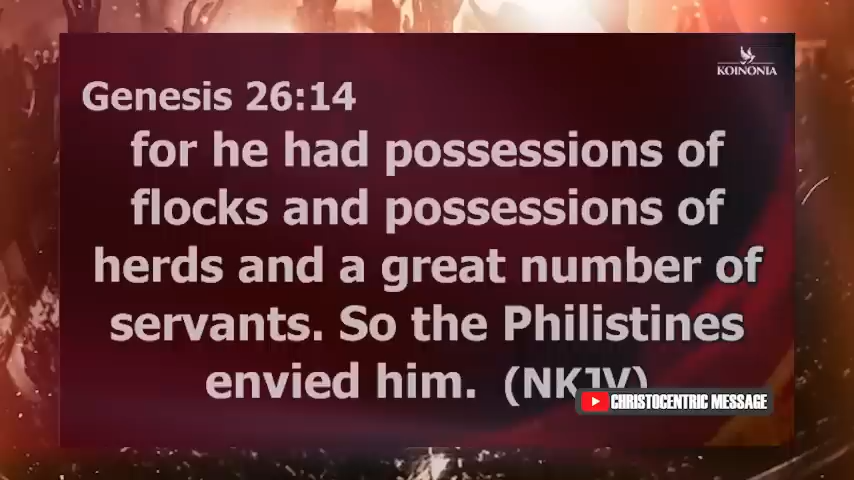 KOINONIA
Genesis 26:14
for he had possessions of
flocks and possessions of
herds and a great number of
servants. So the Philistines
envied him. (NKJV)
CHRISTOCENTRIC MESSAGE